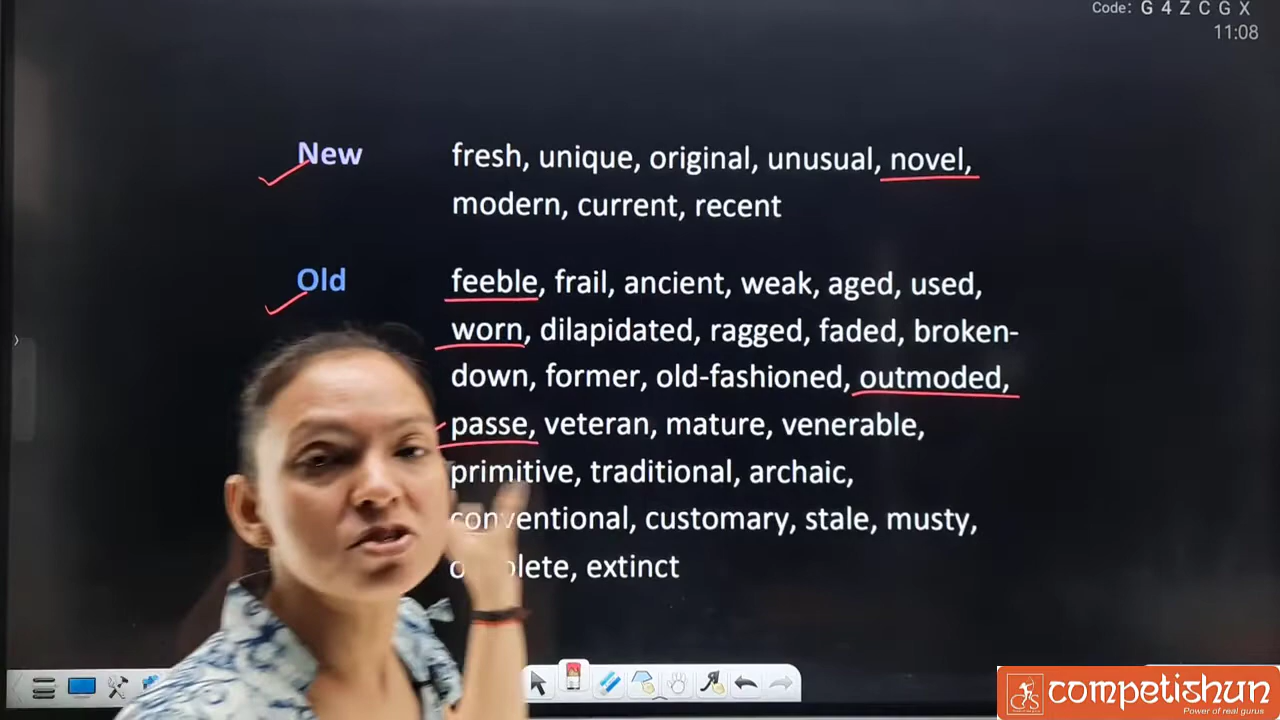 Code: G 4 Z C G X
11:08
New fresh, unique, original, unusual, novel,
modern, current, recent
Old feeble, frail, ancient, weak, aged, used,
worn, dilapidated, ragged, faded, broken-
down, former, old-fashioned, outmoded,
passe, veteran, mature, venerable,
primitive, traditional, archaic,
conventional, customary, stale, musty,
extinct
competishun
Power of real gurus